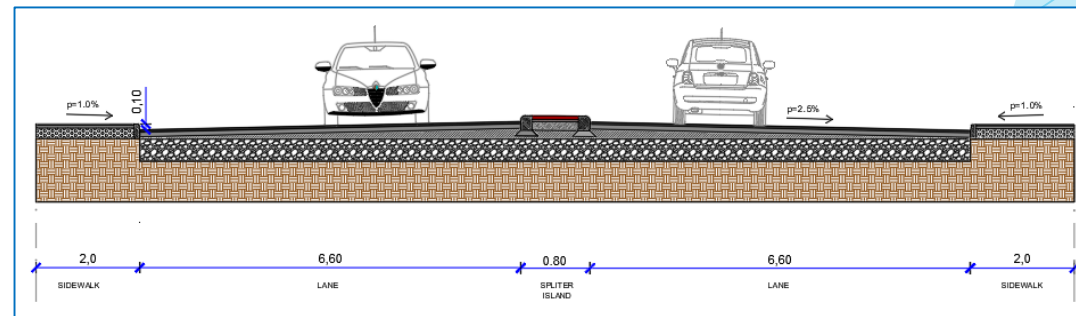 p=1.0%
0,10
p=2.5%
p=1.0%
2,0
6,60
0.80
6,60
2,0
SIDEWALK
LANE
SPLITER
ISLAND
LANE
SIDEWALK